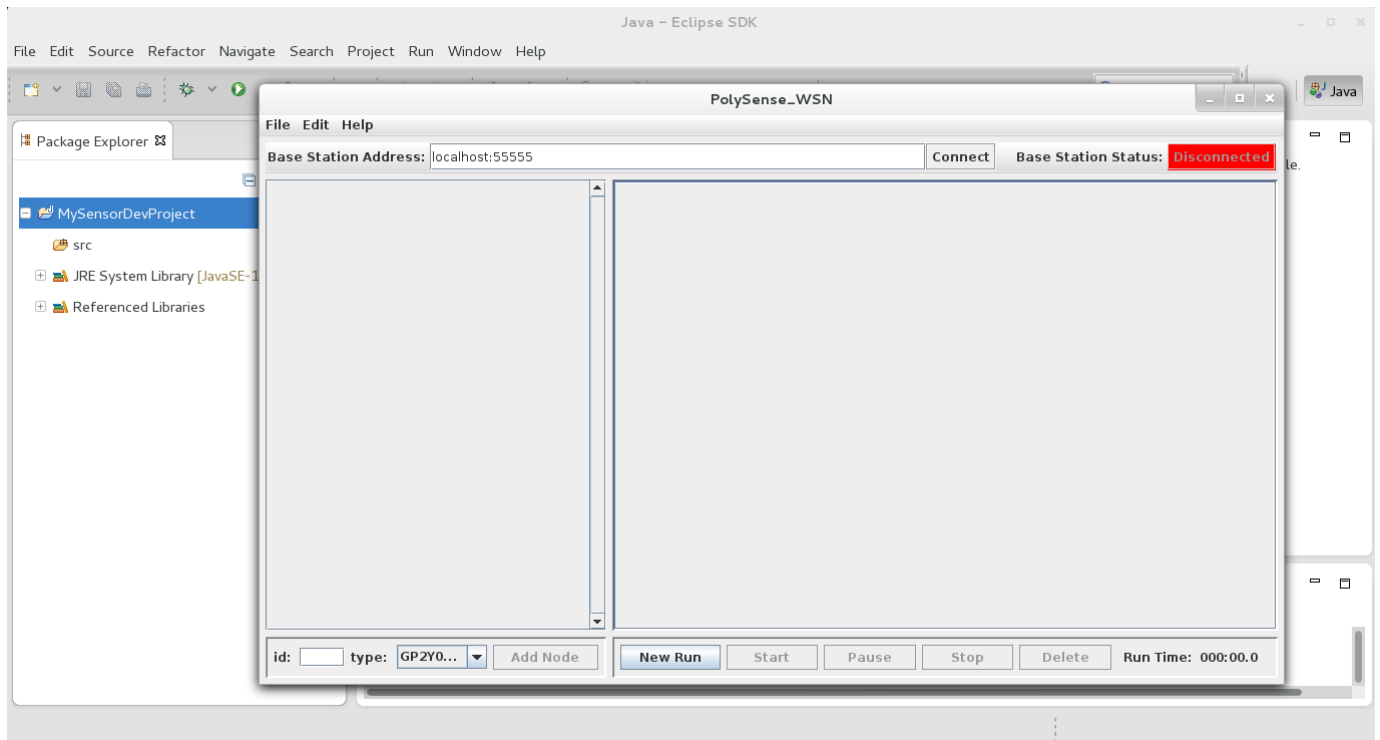 Java – Eclipse SDK
File Edit Source Refactor Navigate Search Project Run Window Help
Java
PolySense_WSN
File Edit Help
Package Explorer
Base Station Address: localhost:55555 Connect Base Station Status: Disconnected
le.
MySensorDevProject
src
JRE System Library [JavaSE-1
Referenced Libraries
id: type: GP2Y0... Add Node New Run Start Pause Stop Delete Run Time: 000:00.0